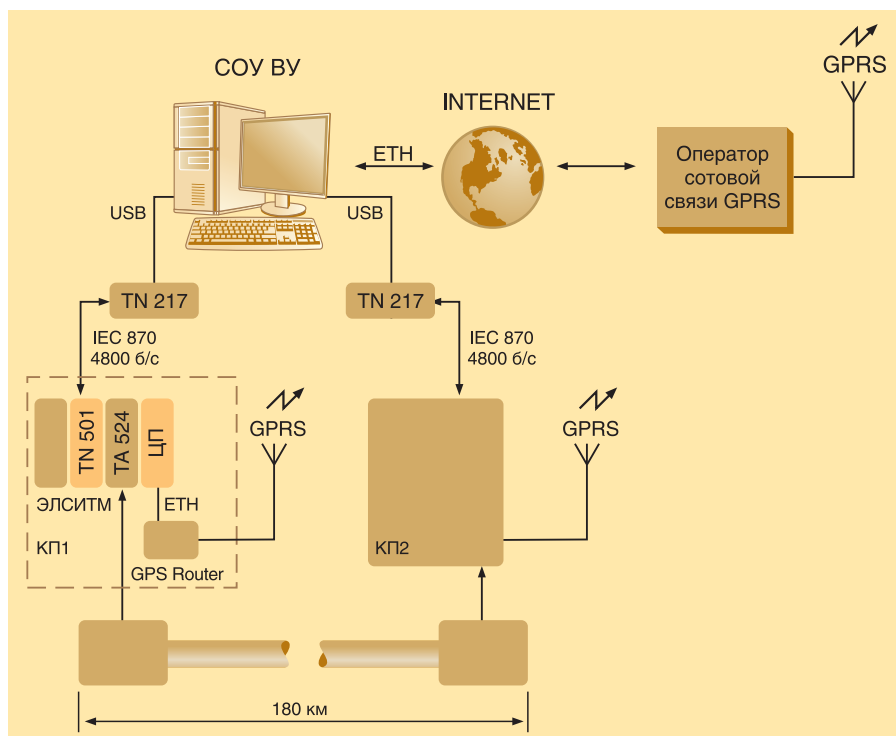 GPRS
СОУ ВУ
INTERNET
ETH
Оператор
сотовой
связи GPRS
USB
USB
TN 217
TN 217
IEC 870
4800 б/с
IEC 870
4800 б/с
TN 501
TA 524
ЦП
GPRS
GPRS
ЭЛСИТМ
ETH
КП1
КП2
GPS Router
180 км